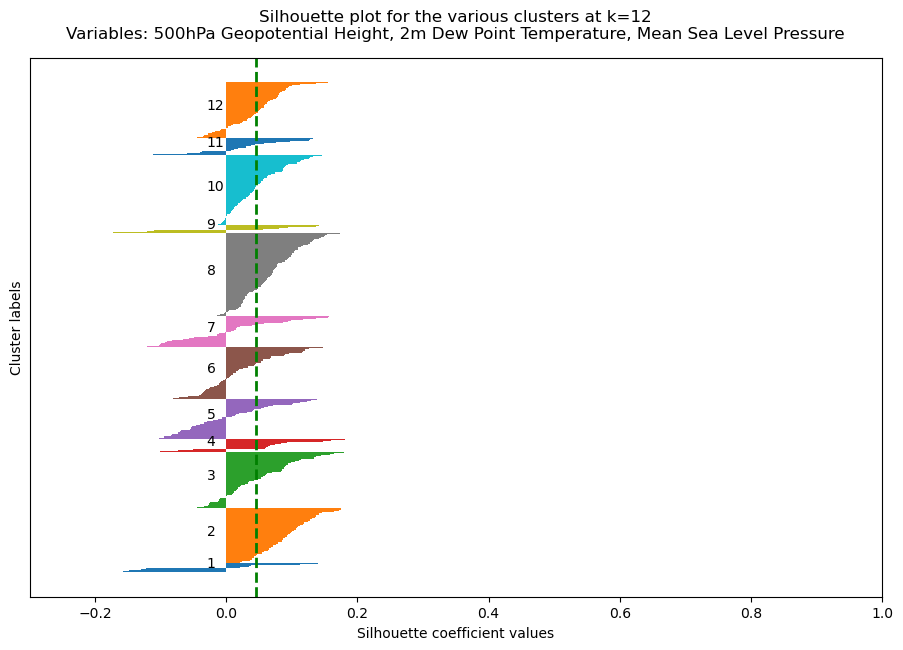 Silhouette plot for the various clusters at k=12
Variables: 500hPa Geopotential Height, 2m Dew Point Temperature, Mean Sea Level Pressure
Cluster labels
12
11
10
9
8
7
6
5
4
3
2
1
−0.2 0.0 0.2 0.4 0.6 0.8 1.0
Silhouette coefficient values